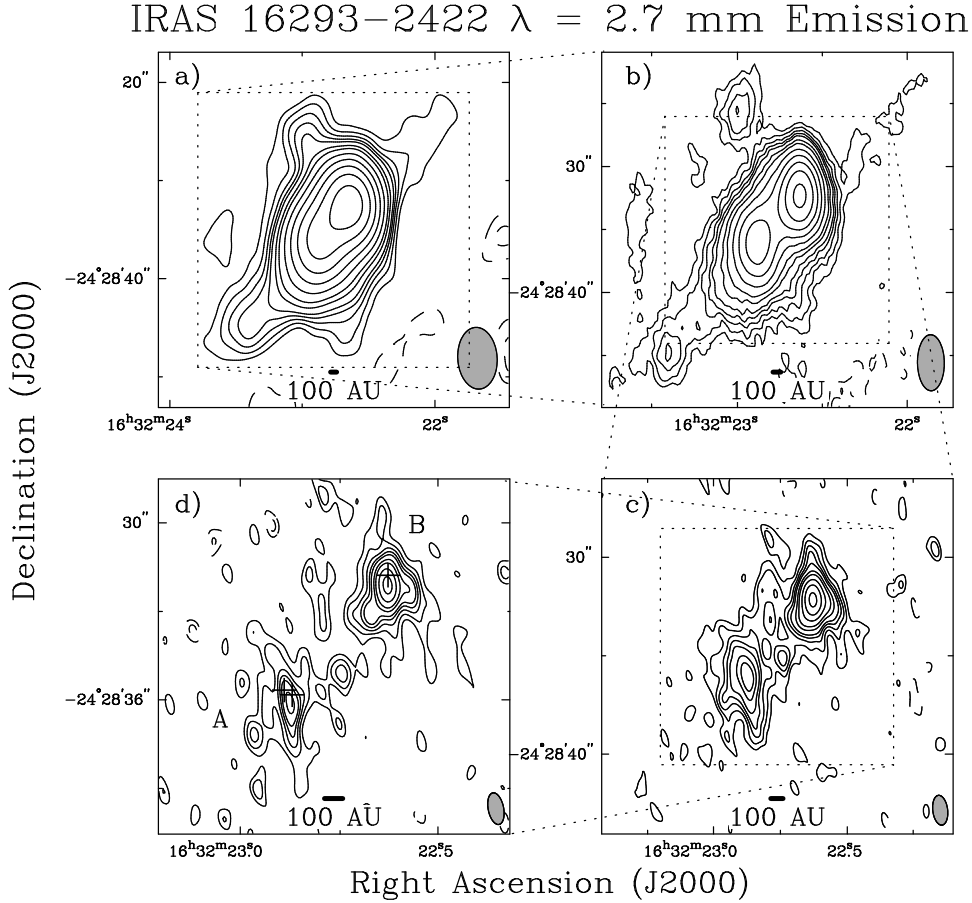 IRAS 16293−2422 λ = 2.7 mm Emission
a)
20"
−24°28'40"
100 AU
16ʰ32ᵐ24ˢ
22ˢ
b)
30"
−24°28'40"
100 AU
16ʰ32ᵐ23ˢ
22ˢ
d)
B
30"
−24°28'36"
A
100 AU
16ʰ32ᵐ23ˢ.0
22ˢ.5
c)
30"
−24°28'40"
100 AU
16ʰ32ᵐ23ˢ.0
22ˢ.5
Declination (J2000)
Right Ascension (J2000)